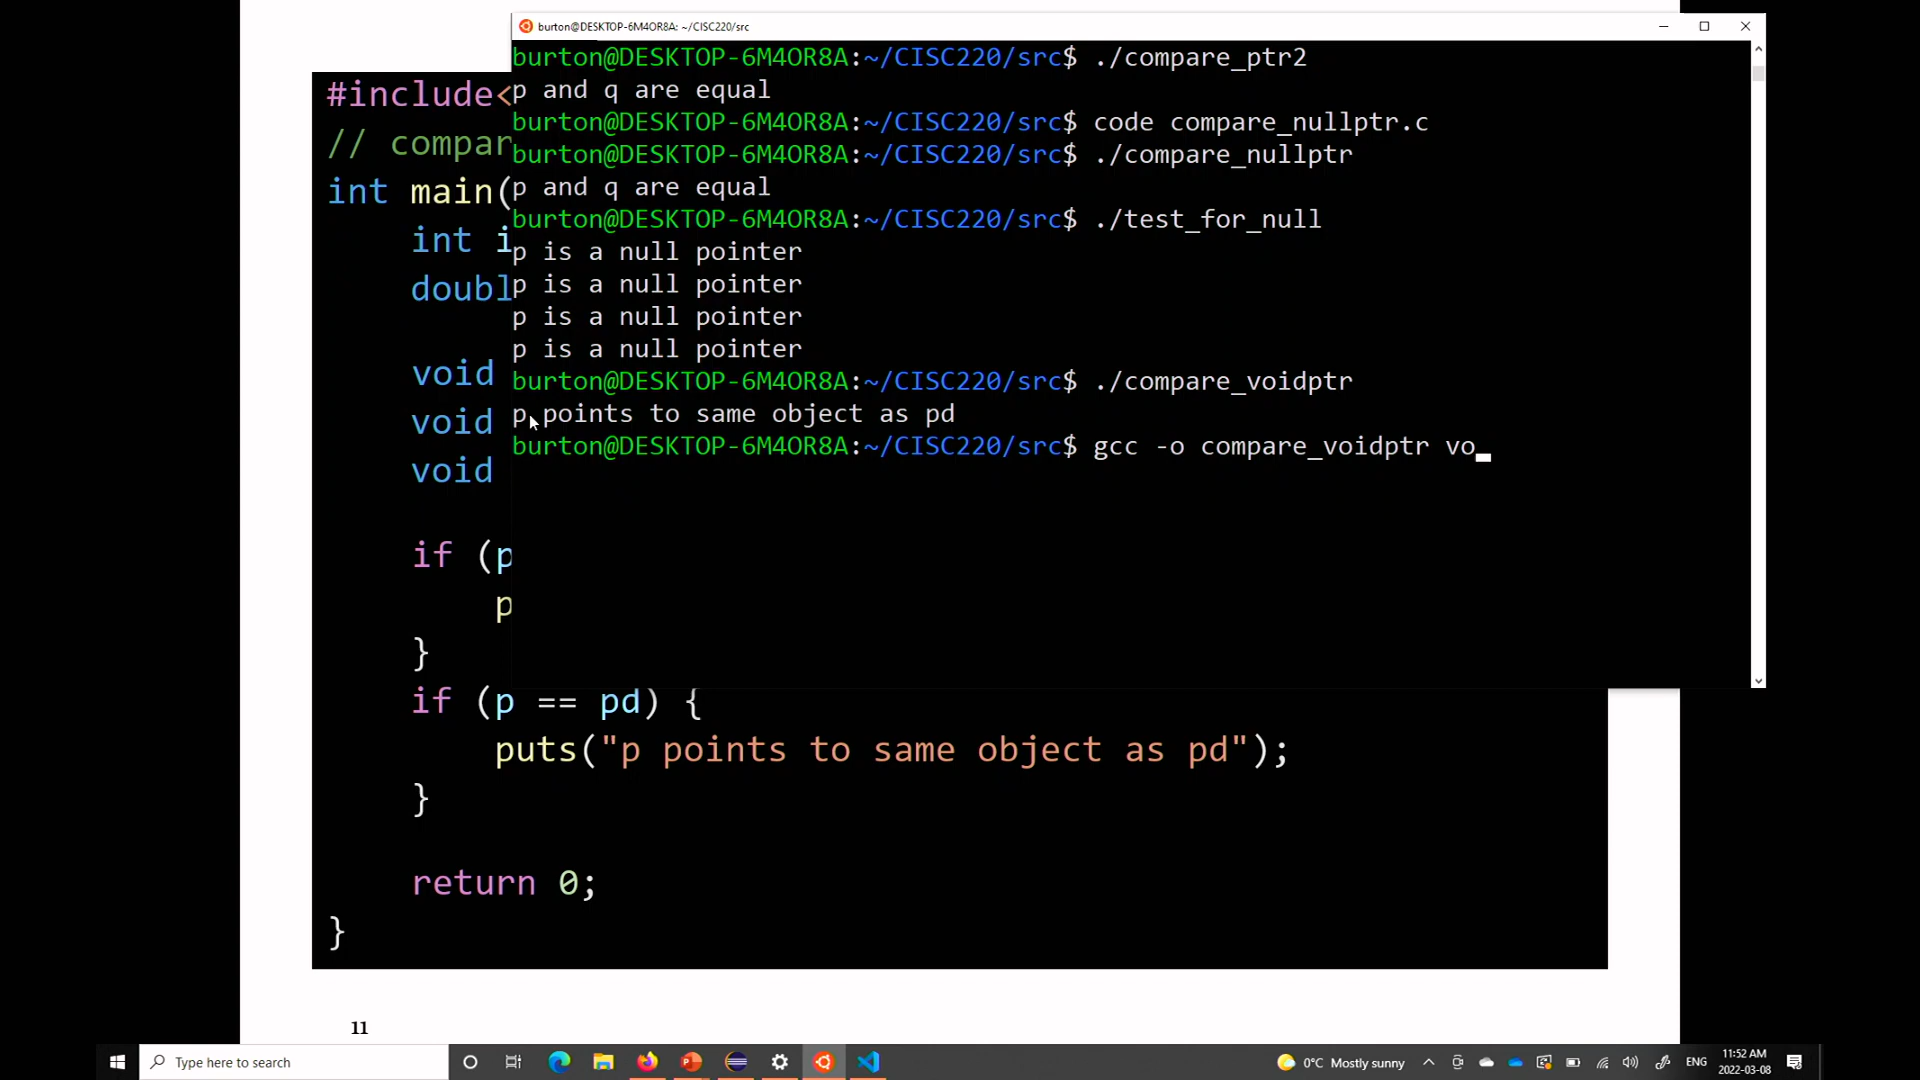 burton@DESKTOP-6M4OR8A: ~/CISC220/src
burton@DESKTOP-6M4OR8A:~/CISC220/src$ ./compare_ptr2
p and q are equal
burton@DESKTOP-6M4OR8A:~/CISC220/src$ code compare_nullptr.c
burton@DESKTOP-6M4OR8A:~/CISC220/src$ ./compare_nullptr
p and q are equal
burton@DESKTOP-6M4OR8A:~/CISC220/src$ ./test_for_null
p is a null pointer
p is a null pointer
p is a null pointer
p is a null pointer
burton@DESKTOP-6M4OR8A:~/CISC220/src$ ./compare_voidptr
p points to same object as pd
burton@DESKTOP-6M4OR8A:~/CISC220/src$ gcc -o compare_voidptr vo
#include<
// compar
int main(
int i
doubl
void
void
void
if (p
p
}
if (p == pd) {
puts("p points to same object as pd");
}
return 0;
}
11
Type here to search
0°C Mostly sunny
ENG
11:52 AM
2022-03-08